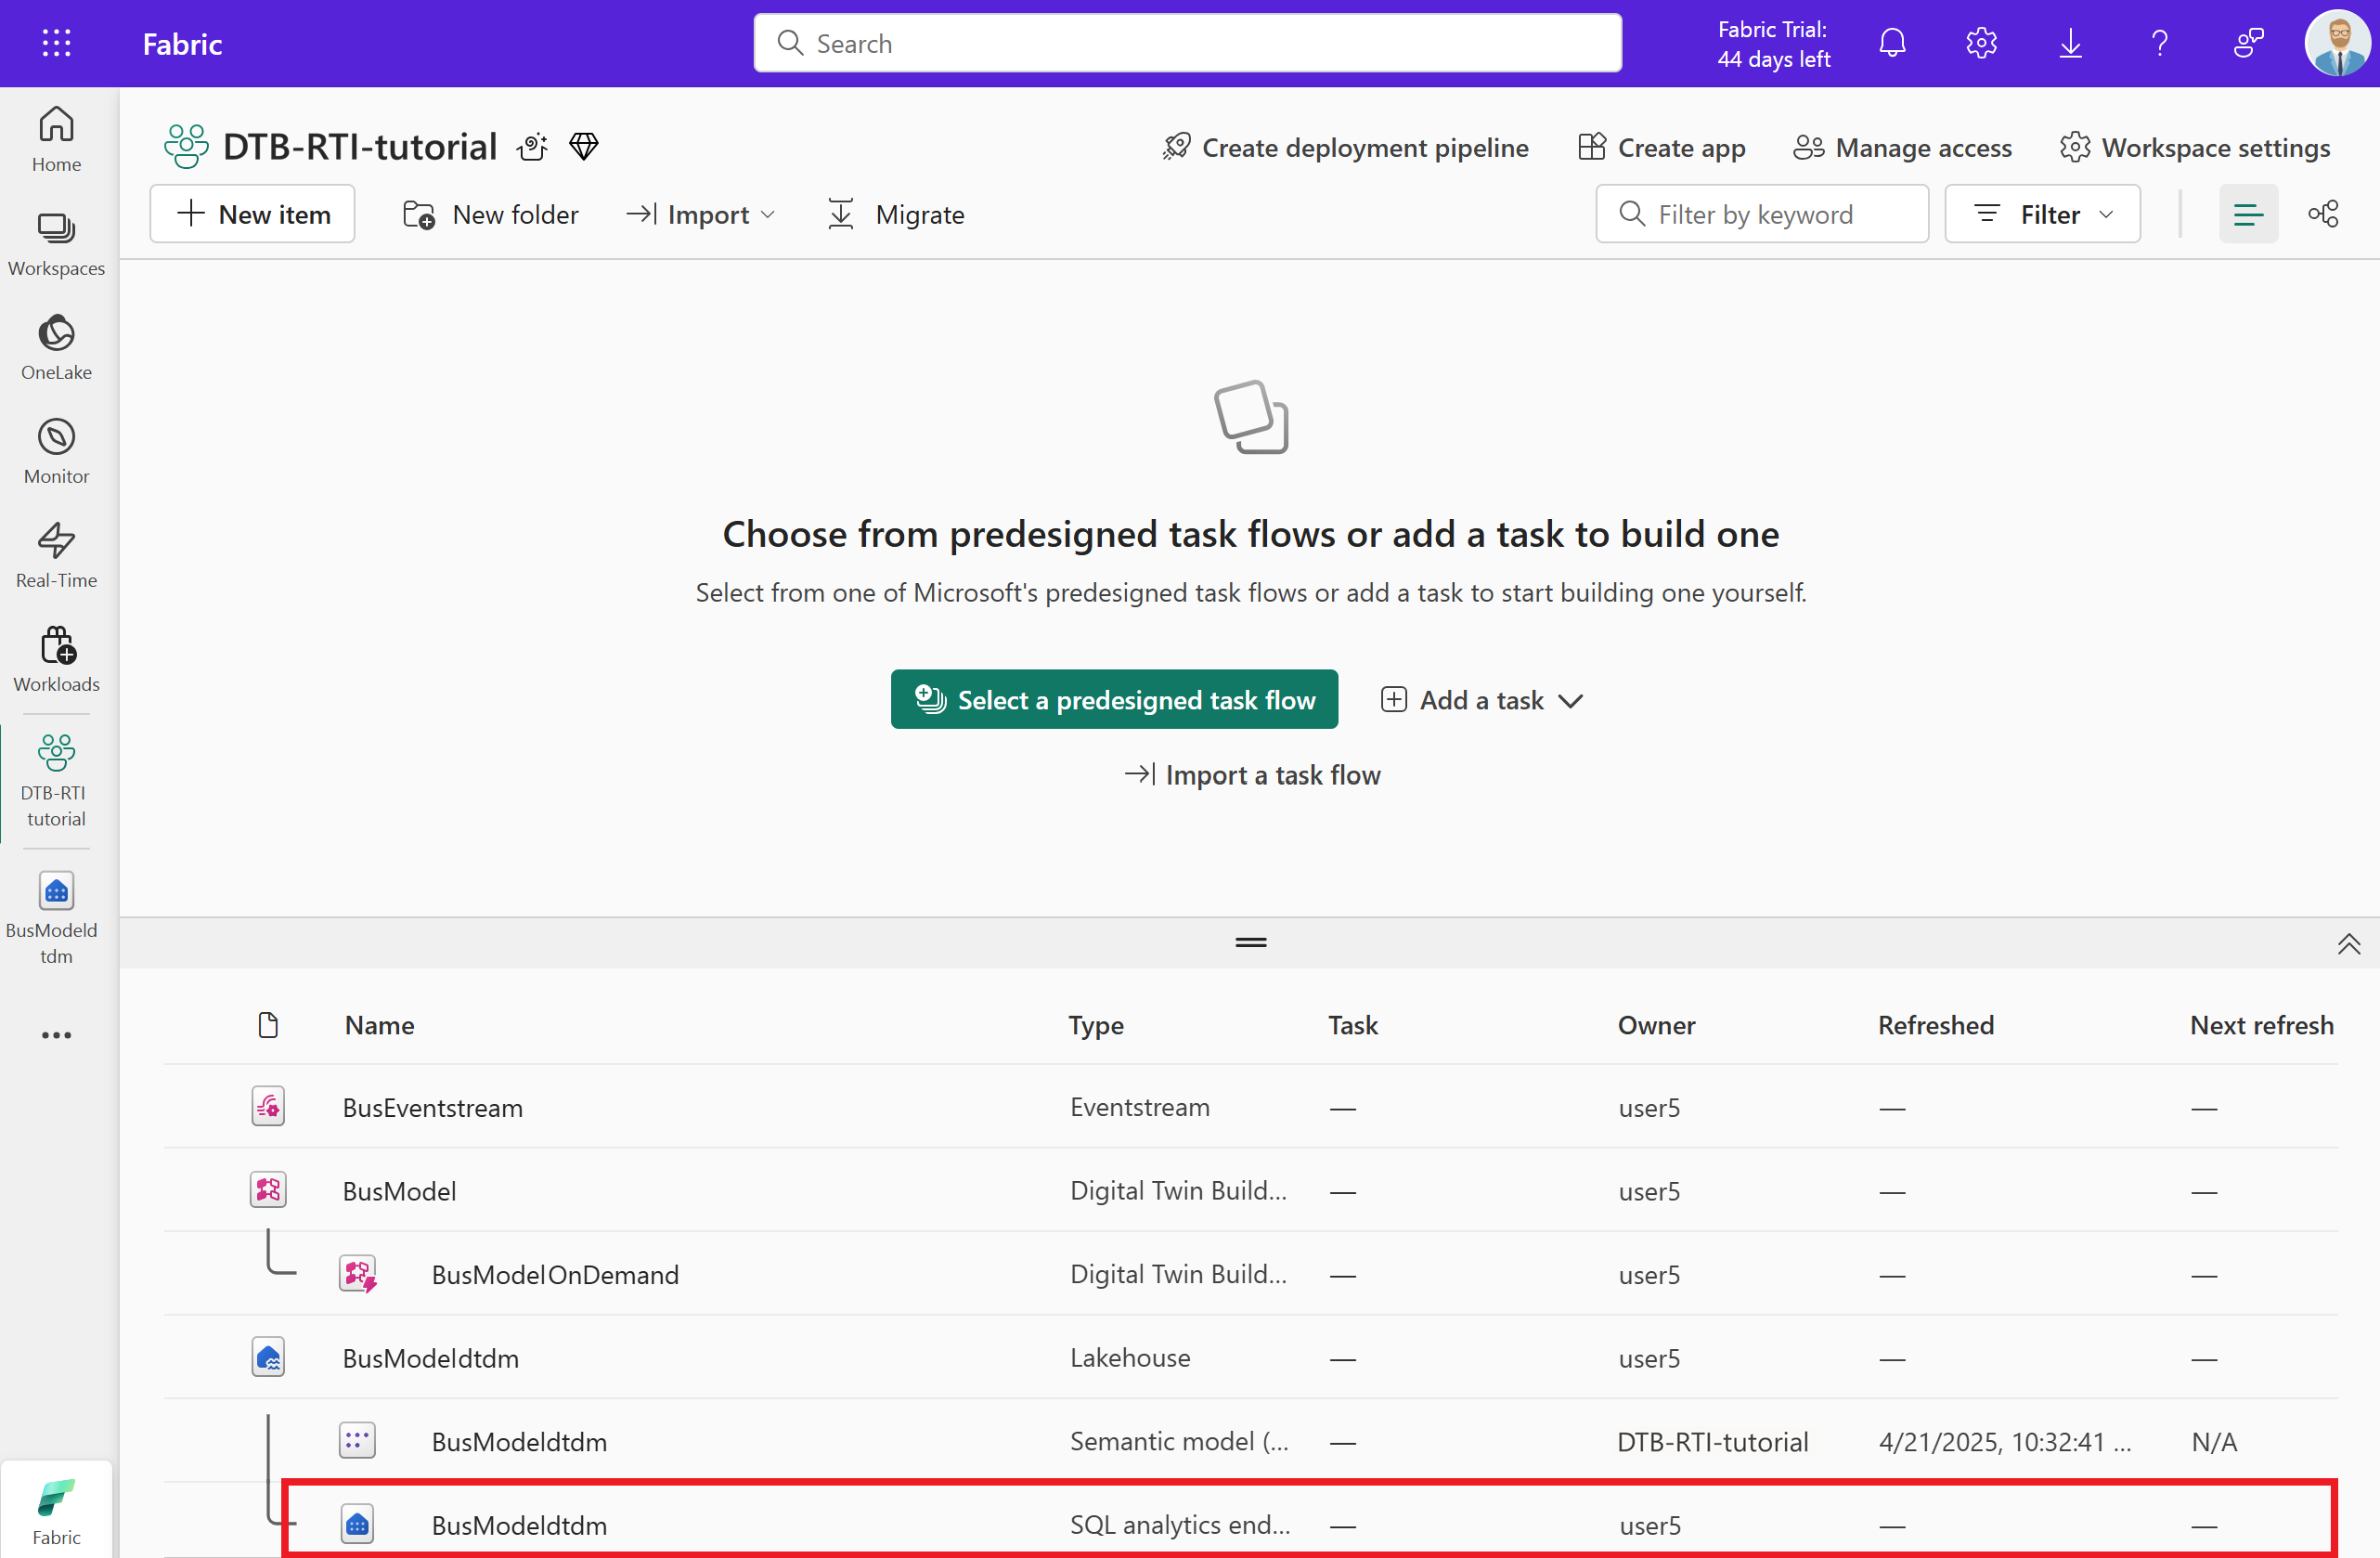 Fabric
Search
Fabric Trial:
44 days left
Home
Workspaces
OneLake
Monitor
Real-Time
Workloads
DTB-RTI
tutorial
BusModeld
tdm
Fabric
DTB-RTI-tutorial
Create deployment pipeline
Create app
Manage access
Workspace settings
New item
New folder
Import
Migrate
Filter by keyword
Filter
Choose from predesigned task flows or add a task to build one
Select from one of Microsoft's predesigned task flows or add a task to start building one yourself.
Select a predesigned task flow
Add a task
Import a task flow
Name Type Task Owner Refreshed Next refresh
BusEventstream Eventstream — user5 — —
BusModel Digital Twin Build... — user5 — —
BusModelOnDemand Digital Twin Build... — user5 — —
BusModeldtdm Lakehouse — user5 — —
BusModeldtdm Semantic model (... — DTB-RTI-tutorial 4/21/2025, 10:32:41 ... N/A
BusModeldtdm SQL analytics end... — user5 — —